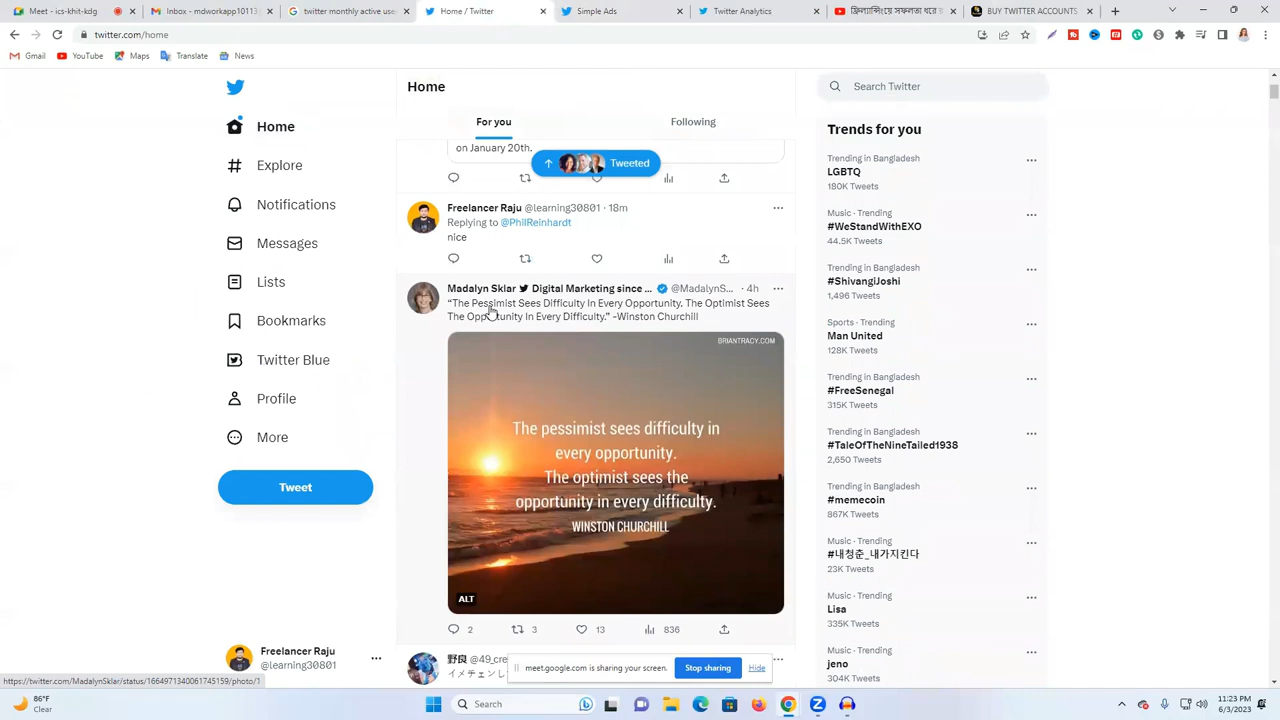 Meet - cis-khit-kdg
Inbox - mdworkapp10113
twitter monthly active use
Home / Twitter
Simple Ads
Twitter Analytics
BUY TWITTER ACCOUNTS
twitter.com/home
Gmail
YouTube
Maps
Translate
News
Home
Explore
Notifications
Messages
Lists
Bookmarks
Twitter Blue
Profile
More
Tweet
Freelancer Raju
@learning30801
https://twitter.com/MadalynSklar/status/1664971340061745159/photo/1
Home
For you
Following
on January 20th.
Tweeted
Freelancer Raju @learning30801 · 18m
Replying to @PhilReinhardt
nice
Madalyn Sklar Digital Marketing since ... @MadalynS... · 4h
“The Pessimist Sees Difficulty In Every Opportunity. The Optimist Sees
The Opportunity In Every Difficulty.” -Winston Churchill
BRIANTRACY.COM
The pessimist sees difficulty in
every opportunity.
The optimist sees the
opportunity in every difficulty.
WINSTON CHURCHILL
ALT
2 3 13 836
野良 @49_cre
meet.google.com is sharing your screen.
Stop sharing
Hide
Search Twitter
Trends for you
Trending in Bangladesh
LGBTQ
180K Tweets
Music · Trending
#WeStandWithEXO
44.5K Tweets
Trending in Bangladesh
#ShivangiJoshi
1,496 Tweets
Sports · Trending
Man United
128K Tweets
Trending in Bangladesh
#FreeSenegal
315K Tweets
Trending in Bangladesh
#TaleOfTheNineTailed1938
2,650 Tweets
Trending in Bangladesh
#memecoin
867K Tweets
Music · Trending
#내청춘_내가지킨다
23K Tweets
Music · Trending
Lisa
335K Tweets
Music · Trending
jeno
304K Tweets
86°F
Clear
Search
11:23 PM
6/3/2023